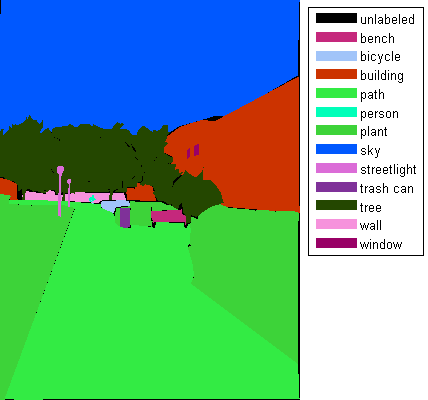 unlabeled
bench
bicycle
building
path
person
plant
sky
streetlight
trash can
tree
wall
window